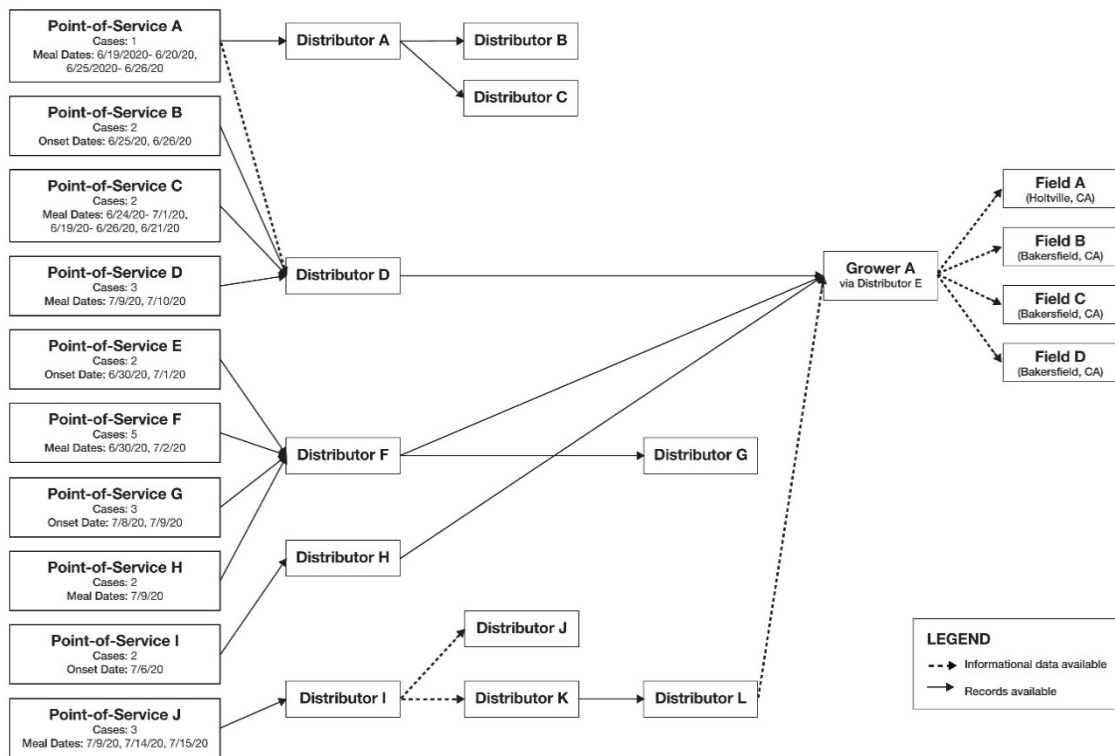 Point-of-Service A
Cases: 1
Meal Dates: 6/19/2020- 6/20/20,
6/25/2020- 6/26/20
Point-of-Service B
Cases: 2
Onset Dates: 6/25/20, 6/26/20
Point-of-Service C
Cases: 2
Meal Dates: 6/24/20- 7/1/20,
6/19/20- 6/26/20, 6/21/20
Point-of-Service D
Cases: 3
Meal Dates: 7/9/20, 7/10/20
Point-of-Service E
Cases: 2
Onset Date: 6/30/20, 7/1/20
Point-of-Service F
Cases: 5
Meal Dates: 6/30/20, 7/2/20
Point-of-Service G
Cases: 3
Onset Date: 7/8/20, 7/9/20
Point-of-Service H
Cases: 2
Meal Date: 7/9/20
Point-of-Service I
Cases: 2
Onset Date: 7/6/20
Point-of-Service J
Cases: 3
Meal Dates: 7/9/20, 7/14/20, 7/15/20
Distributor A
Distributor B
Distributor C
Distributor D
Distributor F
Distributor G
Distributor H
Distributor I
Distributor J
Distributor K
Distributor L
Grower A
via Distributor E
Field A
(Holtville, CA)
Field B
(Bakersfield, CA)
Field C
(Bakersfield, CA)
Field D
(Bakersfield, CA)
LEGEND
Informational data available
Records available